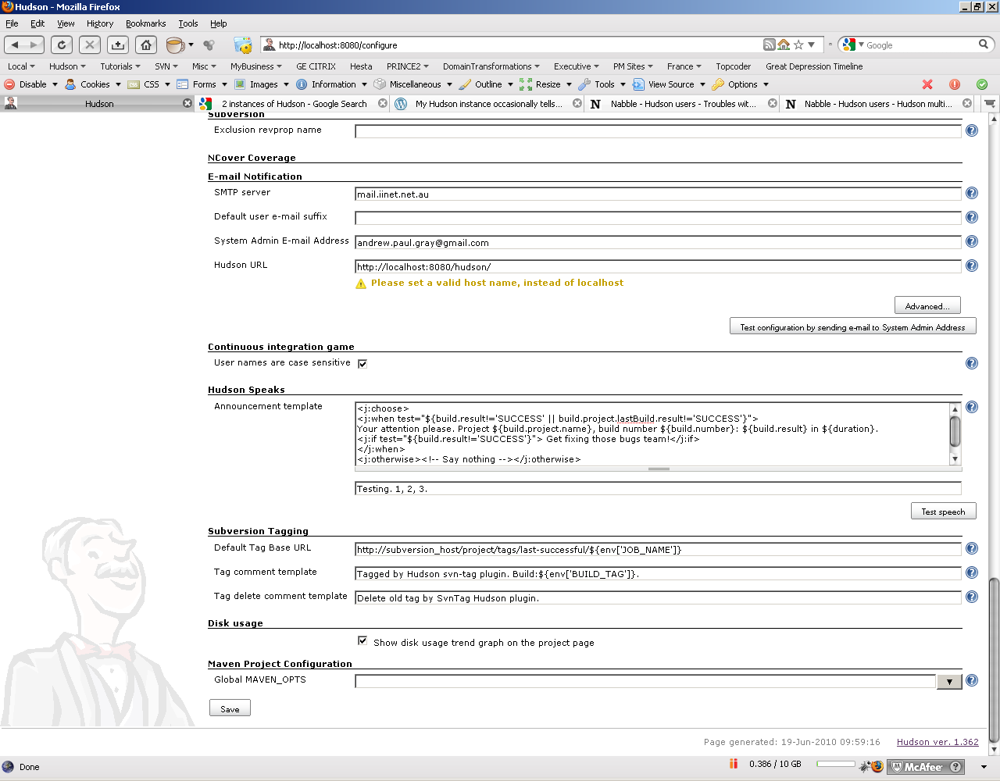 Hudson - Mozilla Firefox
File Edit View History Bookmarks Tools Help
http://localhost:8080/configure
Google
Local Hudson Tutorials SVN Misc MyBusiness GE CITRIX Hesta PRINCE2 DomainTransformations Executive PM Sites France Topcoder Great Depression Timeline
Disable Cookies CSS Forms Images Information Miscellaneous Outline Resize Tools View Source Options
Hudson 2 instances of Hudson - Google Search My Hudson instance occasionally tells... Nabble - Hudson users - Troubles wit... Nabble - Hudson users - Hudson multi...
Subversion
Exclusion revprop name
NCover Coverage
E-mail Notification
SMTP server mail.iinet.net.au
Default user e-mail suffix
System Admin E-mail Address andrew.paul.gray@gmail.com
Hudson URL http://localhost:8080/hudson/
Please set a valid host name, instead of localhost
Advanced...
Test configuration by sending e-mail to System Admin Address
Continuous integration game
User names are case sensitive
Hudson Speaks
Announcement template <j:choose>
<j:when test="${build.result!='SUCCESS' || build.project.lastBuild.result!='SUCCESS'}">
Your attention please. Project ${build.project.name}, build number ${build.number}: ${build.result} in ${duration}.
<j:if test="${build.result!='SUCCESS'}"> Get fixing those bugs team!</j:if>
</j:when>
<j:otherwise><!-- Say nothing --></j:otherwise>
Testing. 1, 2, 3.
Test speech
Subversion Tagging
Default Tag Base URL http://subversion_host/project/tags/last-successful/${env['JOB_NAME']}
Tag comment template Tagged by Hudson svn-tag plugin. Build:${env['BUILD_TAG']}.
Tag delete comment template Delete old tag by SvnTag Hudson plugin.
Disk usage
Show disk usage trend graph on the project page
Maven Project Configuration
Global MAVEN_OPTS
Save
Page generated: 19-Jun-2010 09:59:16 Hudson ver. 1.362
Done 0.386 / 10 GB McAfee